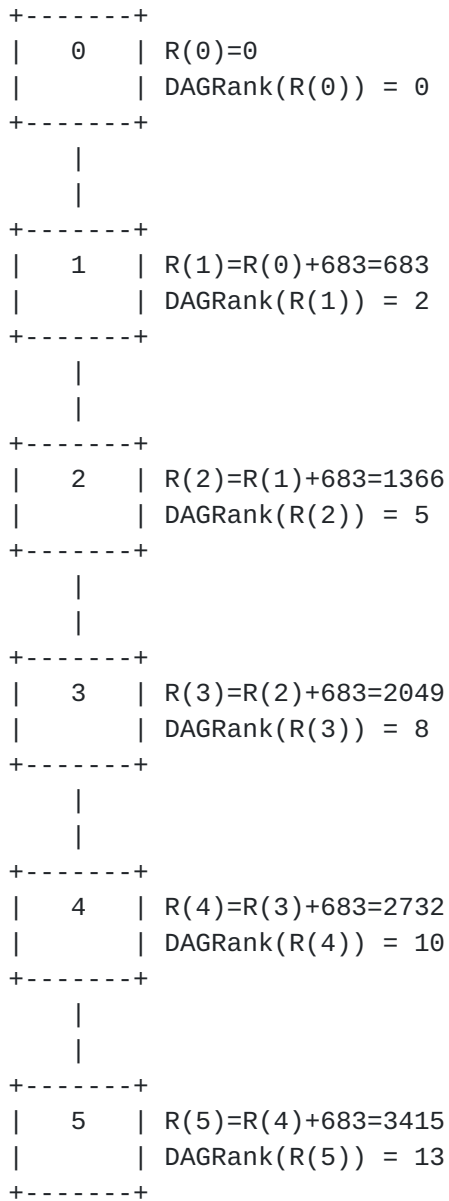 0 R(0)=0
DAGRank(R(0)) = 0
1 R(1)=R(0)+683=683
DAGRank(R(1)) = 2
2 R(2)=R(1)+683=1366
DAGRank(R(2)) = 5
3 R(3)=R(2)+683=2049
DAGRank(R(3)) = 8
4 R(4)=R(3)+683=2732
DAGRank(R(4)) = 10
5 R(5)=R(4)+683=3415
DAGRank(R(5)) = 13